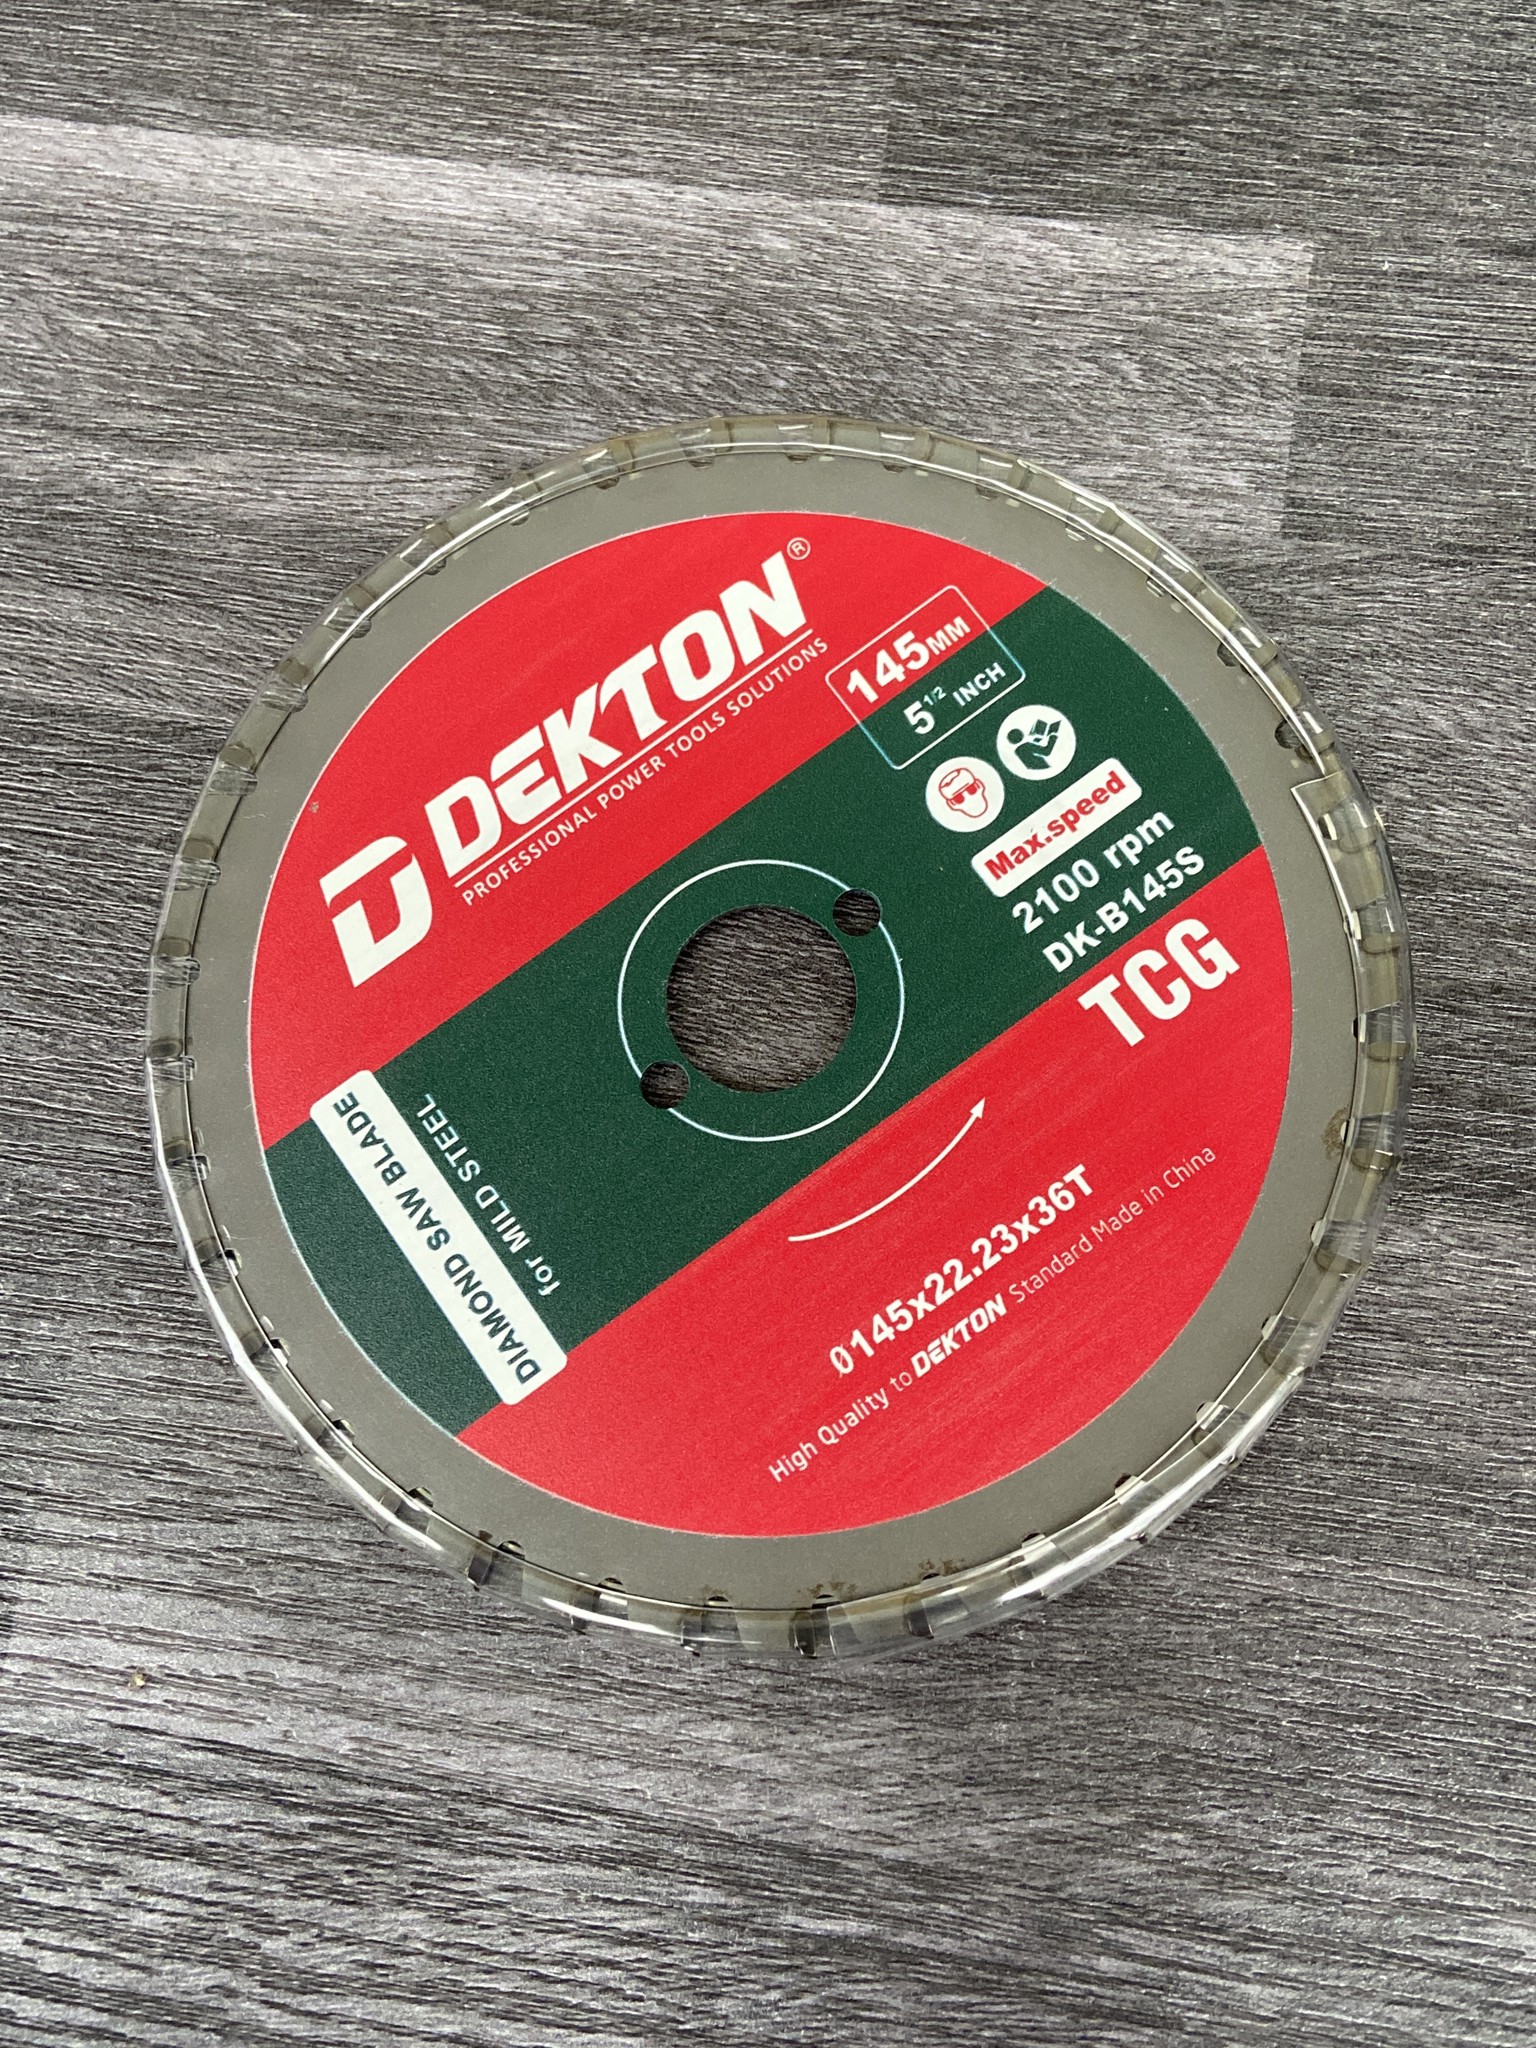 DEKTON®
PROFESSIONAL POWER TOOLS SOLUTIONS
145MM
5 1/2 INCH
Max.speed
2100 rpm
DK-B145S
TCG
DIAMOND SAW BLADE
for MILD STEEL
Ø145x22.23x36T
High Quality to DEKTON Standard Made in China